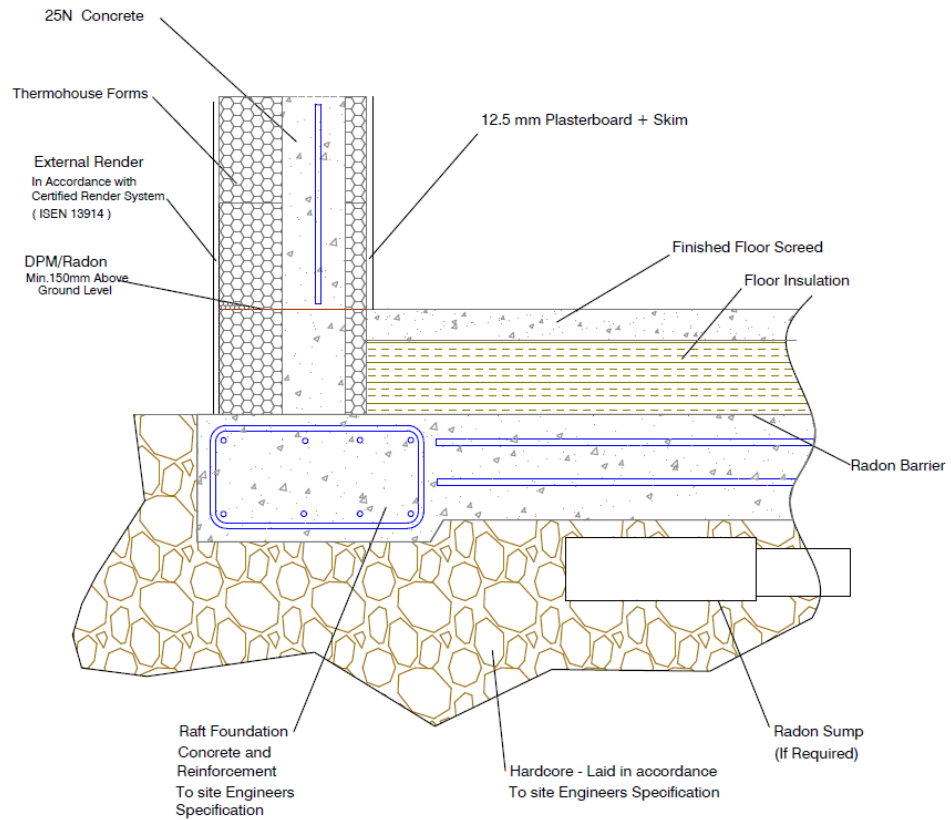 25N Concrete
Thermohouse Forms
12.5 mm Plasterboard + Skim
External Render
In Accordance with
Certified Render System
( ISEN 13914 )
DPM/Radon
Min.150mm Above
Ground Level
Finished Floor Screed
Floor Insulation
Radon Barrier
Raft Foundation
Concrete and
Reinforcement
To site Engineers
Specification
Hardcore - Laid in accordance
To site Engineers Specification
Radon Sump
(If Required)